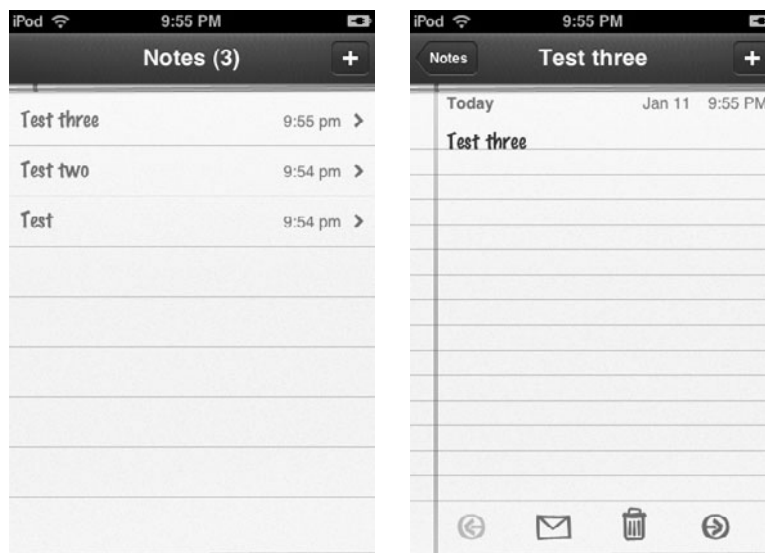 iPod 9:55 PM
Notes (3) +
Test three 9:55 pm >
Test two 9:54 pm >
Test 9:54 pm >
iPod 9:55 PM
Notes Test three +
Today Jan 11 9:55 PM
Test three